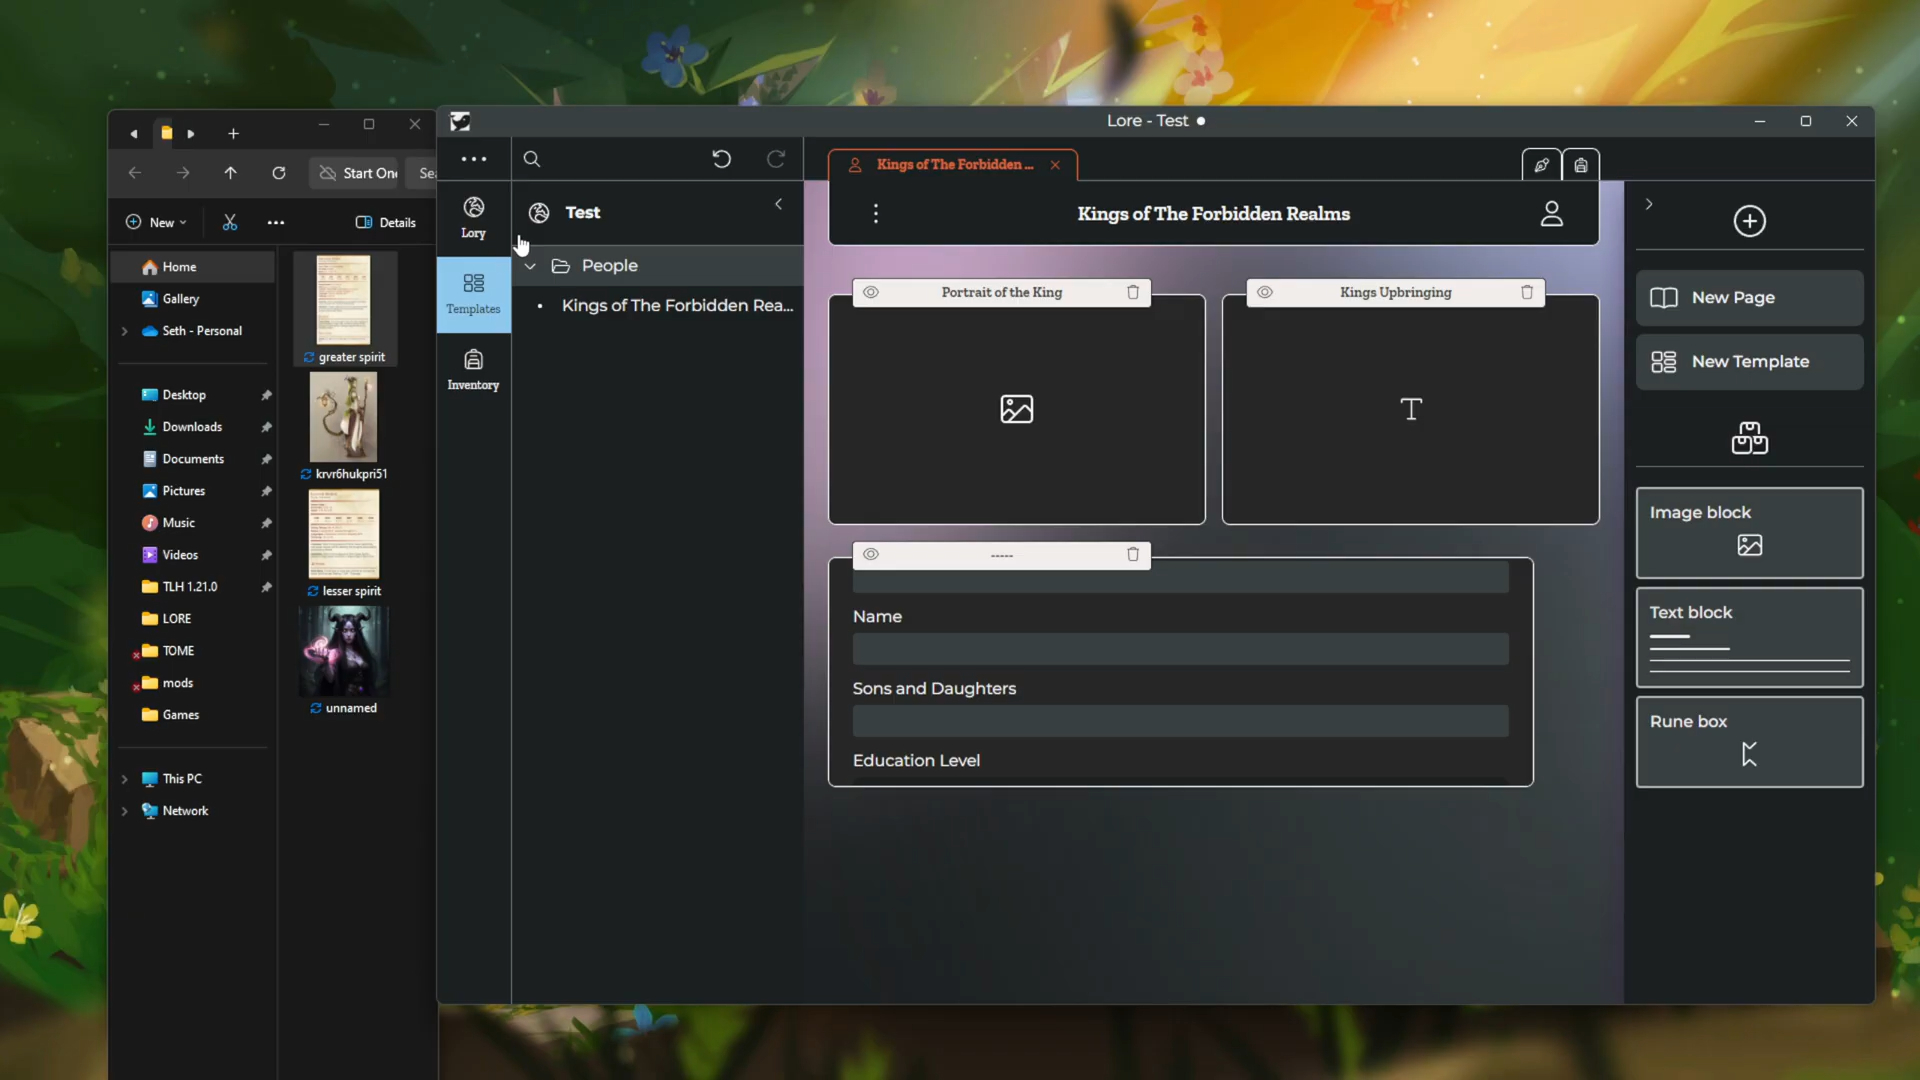 Start One
Sea
New
Details
Home
Gallery
Seth - Personal
Desktop
Downloads
Documents
Pictures
Music
Videos
TLH 1.21.0
LORE
TOME
mods
Games
This PC
Network
greater spirit
krvr6hukpri51
lesser spirit
unnamed
Lore - Test
Lory
Templates
Inventory
Test
People
Kings of The Forbidden Rea...
Kings of The Forbidden ...
Kings of The Forbidden Realms
Portrait of the King
Kings Upbringing
-----
Name
Sons and Daughters
Education Level
New Page
New Template
Image block
Text block
Rune box